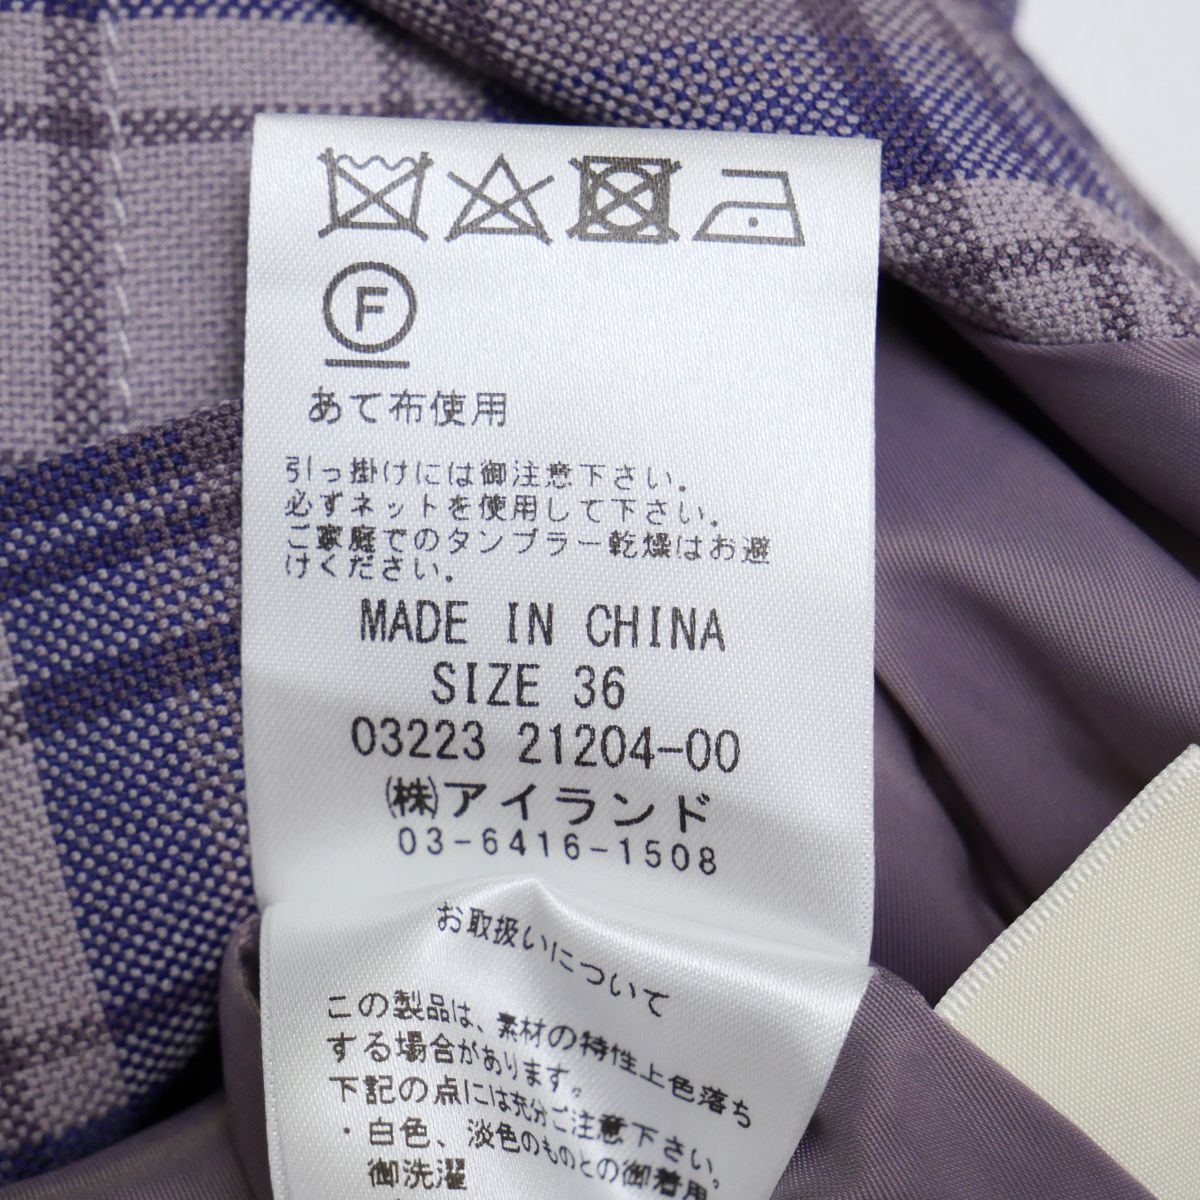 F
あて布使用
引っ掛けには御注意下さい。
必ずネットを使用して下さい。
ご家庭でのタンブラー乾燥はお避
けください。
MADE IN CHINA
SIZE 36
03223 21204-00
㈱アイランド
03-6416-1508
お取扱いについて
この製品は、素材の特性上色落ち
する場合があります。
下記の点には充分ご注意下さい。
・白色、淡色のものとの御着用
御洗濯